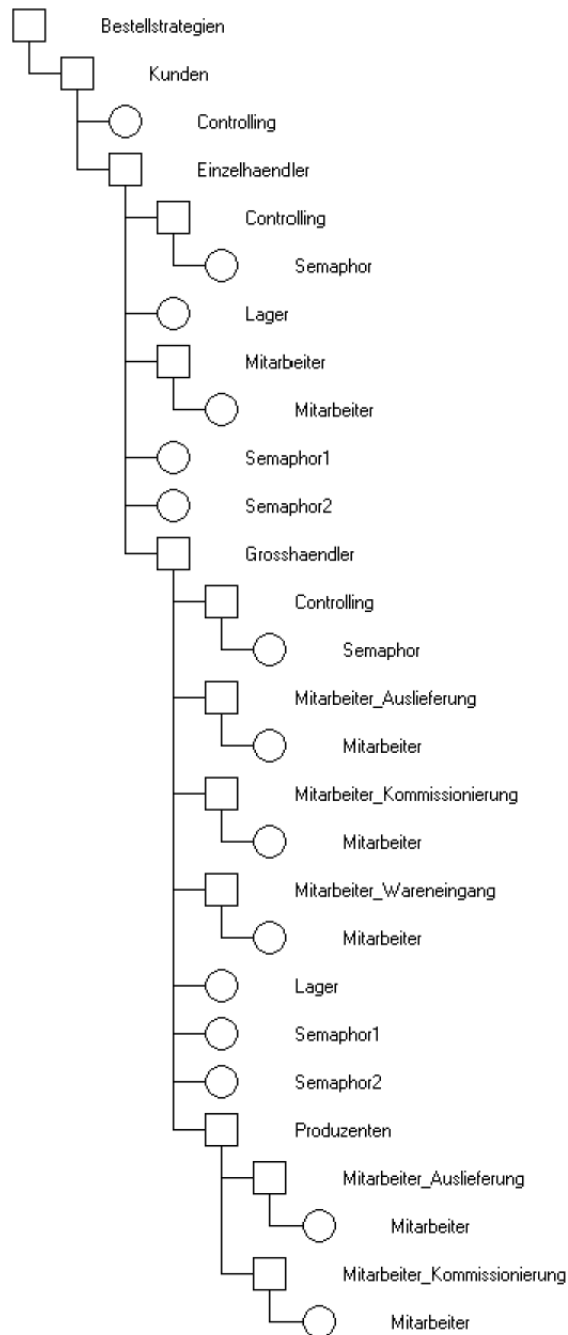 Bestellstrategien
Kunden
Controlling
Einzelhaendler
Controlling
Semaphor
Lager
Mitarbeiter
Mitarbeiter
Semaphor1
Semaphor2
Grosshaendler
Controlling
Semaphor
Mitarbeiter_Auslieferung
Mitarbeiter
Mitarbeiter_Kommissionierung
Mitarbeiter
Mitarbeiter_Wareneingang
Mitarbeiter
Lager
Semaphor1
Semaphor2
Produzenten
Mitarbeiter_Auslieferung
Mitarbeiter
Mitarbeiter_Kommissionierung
Mitarbeiter